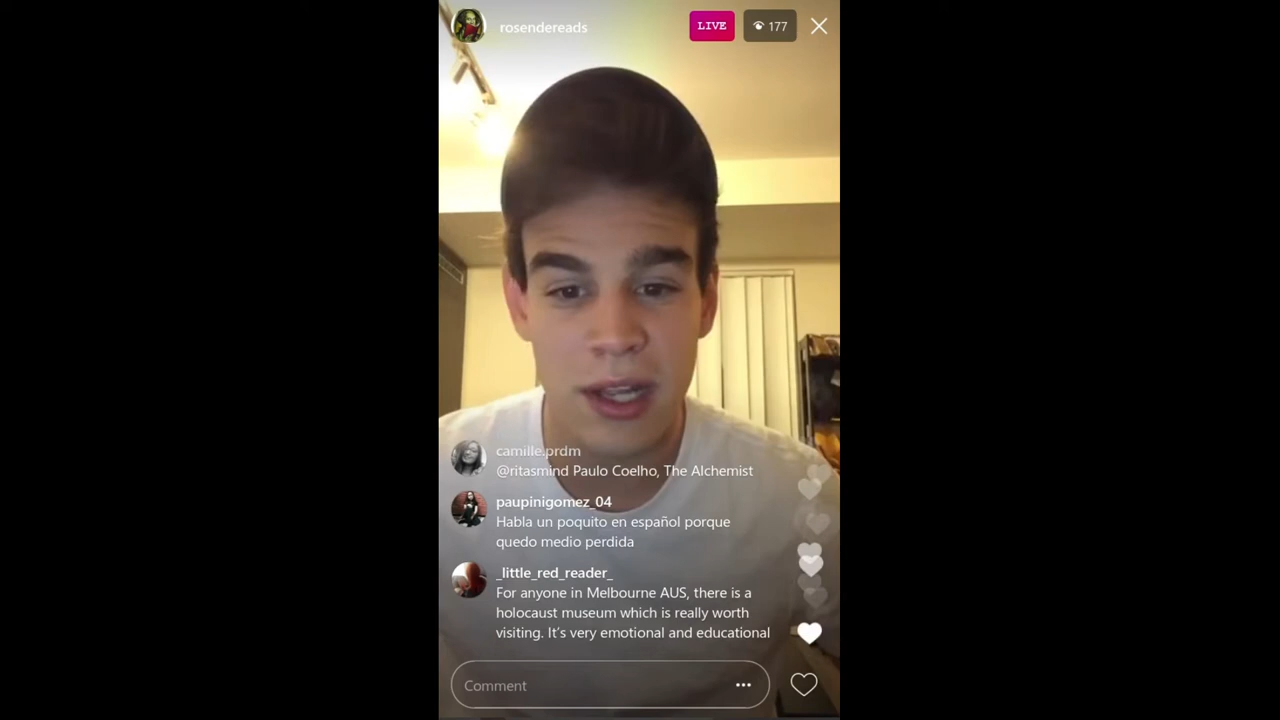 rosendereads
LIVE
177
camille.prdm
@ritasmind Paulo Coelho, The Alchemist
paupinigomez_04
Habla un poquito en español porque
quedo medio perdida
_little_red_reader_
For anyone in Melbourne AUS, there is a
holocaust museum which is really worth
visiting. It’s very emotional and educational
Comment